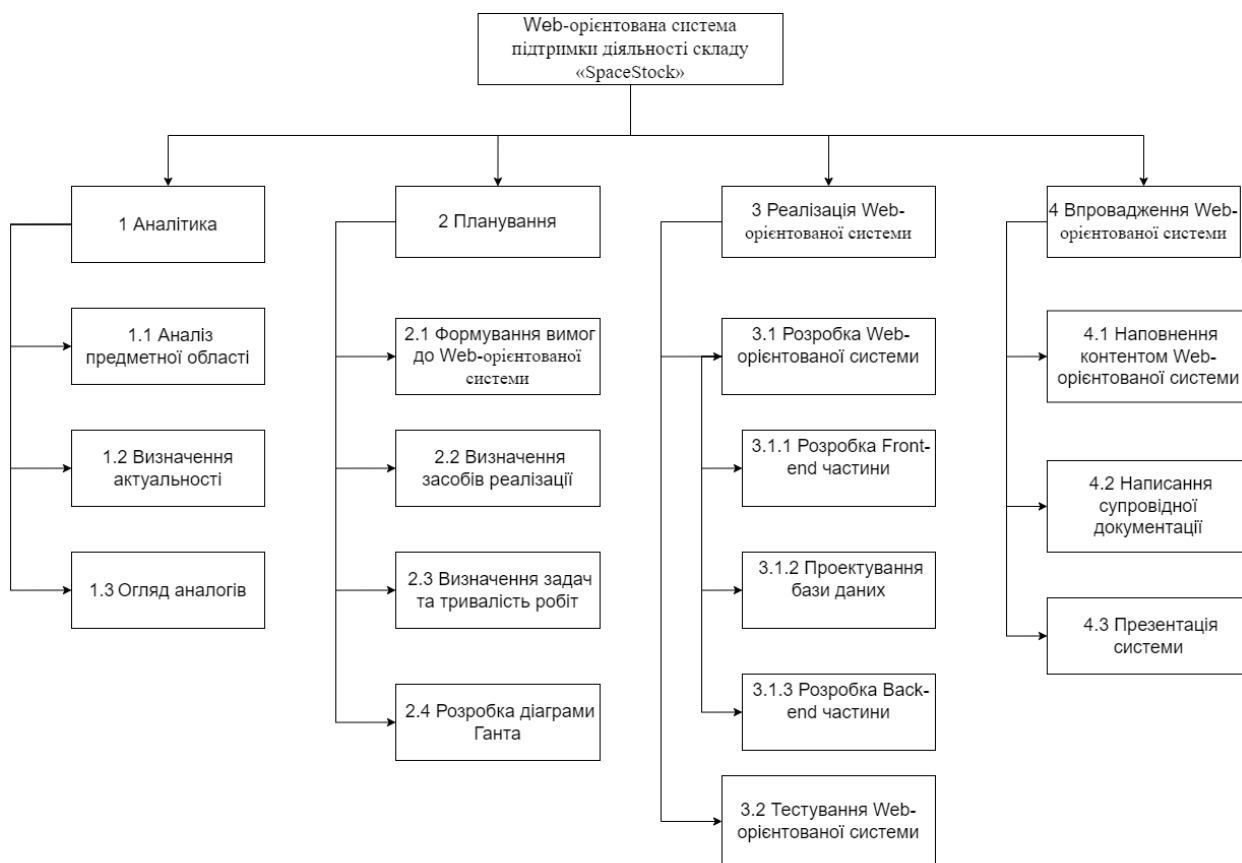 Web-орієнтована система
підтримки діяльності складу
«SpaceStock»
1 Аналітика
1.1 Аналіз
предметної області
1.2 Визначення
актуальності
1.3 Огляд аналогів
2 Планування
2.1 Формування вимог
до Web-орієнтованої
системи
2.2 Визначення
засобів реалізації
2.3 Визначення задач
та тривалість робіт
2.4 Розробка діаграми
Ганта
3 Реалізація Web-
орієнтованої системи
3.1 Розробка Web-
орієнтованої системи
3.1.1 Розробка Front-
end частини
3.1.2 Проектування
бази даних
3.1.3 Розробка Back-
end частини
3.2 Тестування Web-
орієнтованої системи
4 Впровадження Web-
орієнтованої системи
4.1 Наповнення
контентом Web-
орієнтованої системи
4.2 Написання
супровідної
документації
4.3 Презентація
системи